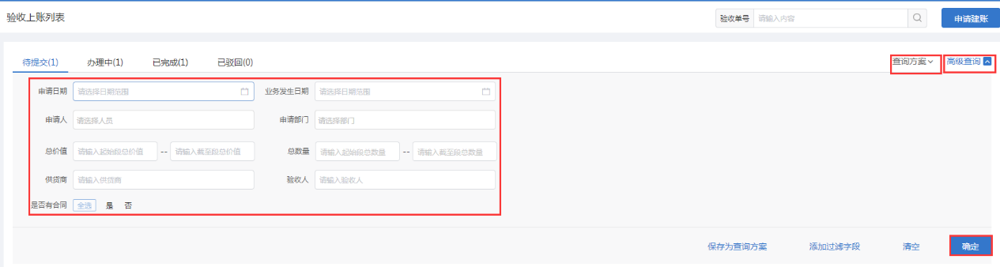 验收上账列表 验收单号 请输入内容 申请建账
待提交(1) 办理中(1) 已完成(1) 已驳回(0) 查询方案 高级查询
申请日期 请选择日期范围 业务发生日期 请选择日期范围
申请人 请选择人员 申请部门 请选择部门
总价值 请输入起始段总价值 -- 请输入截至段总价值 总数量 请输入起始段总数量 -- 请输入截至段总数量
供货商 请输入供货商 验收人 请输入验收人
是否有合同 全选 是 否
保存为查询方案 添加过滤字段 清空 确定